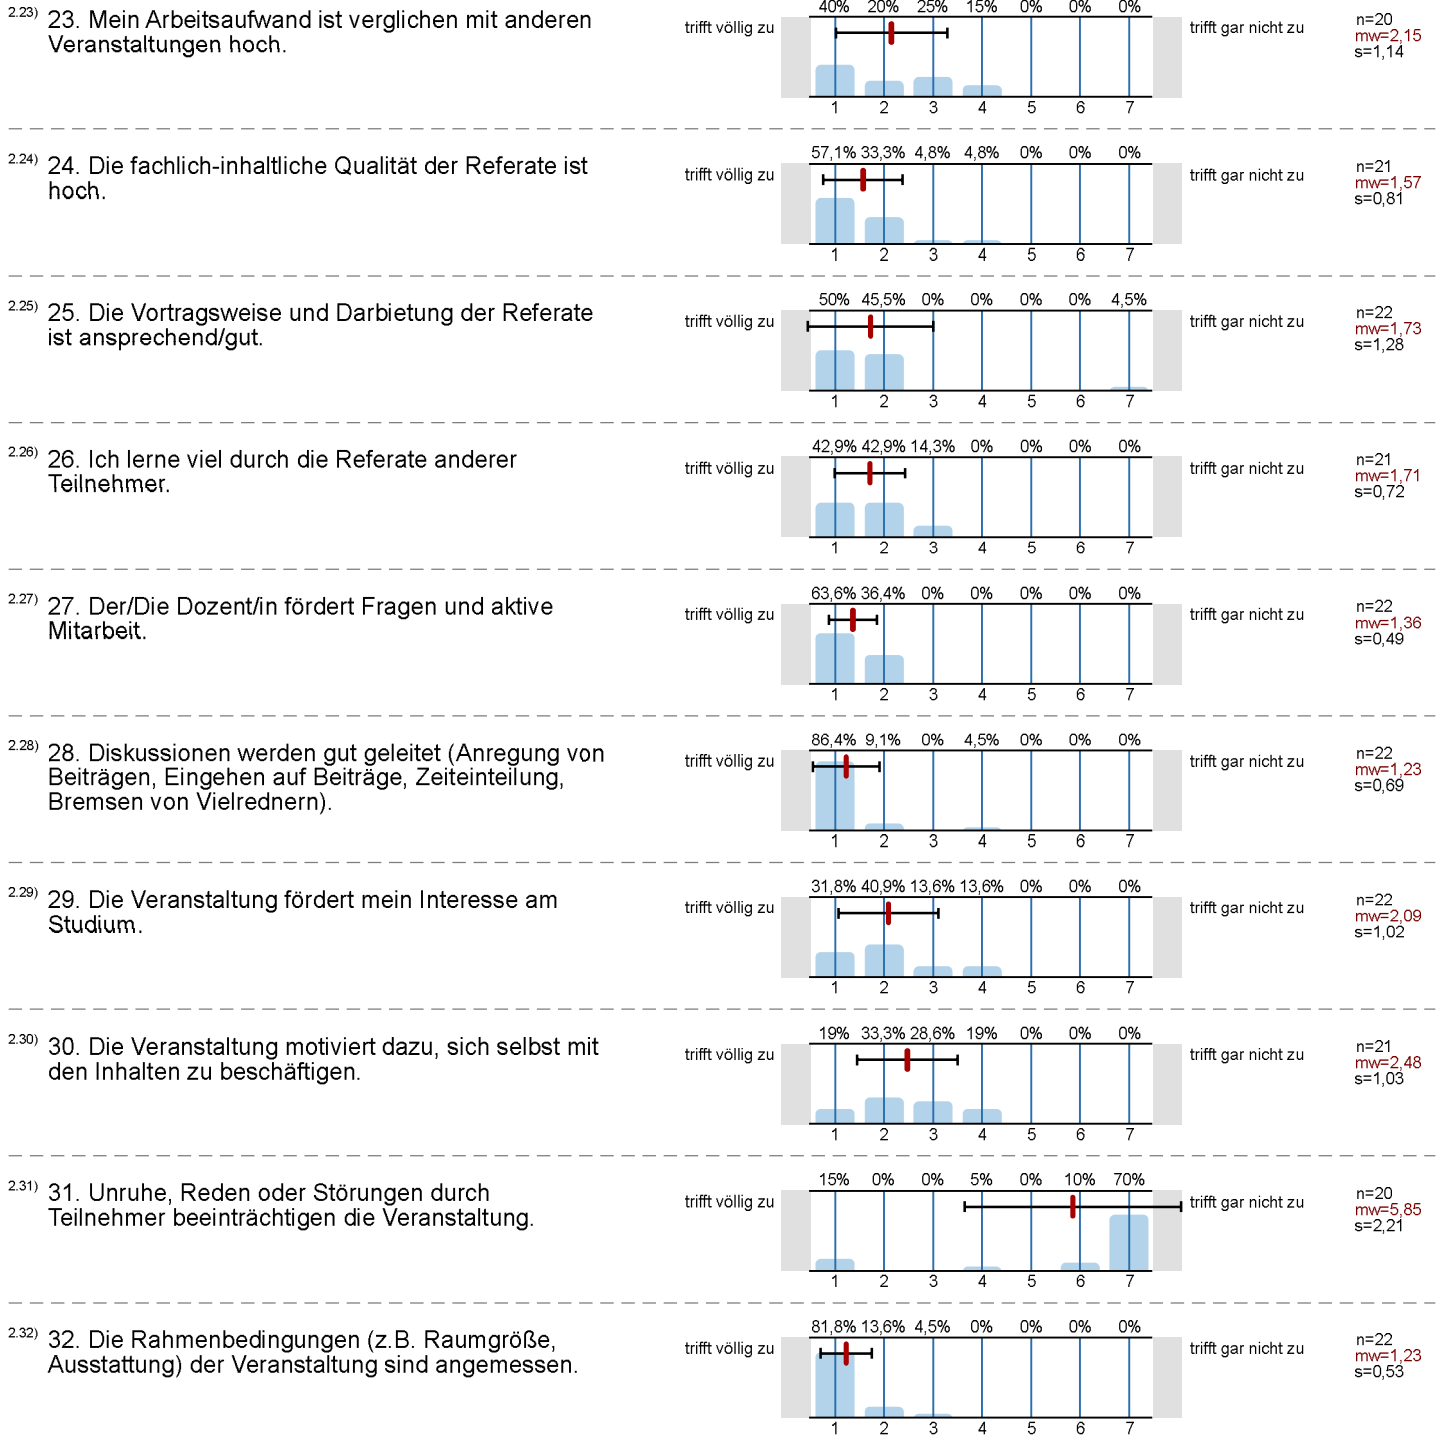 2.23) 23. Mein Arbeitsaufwand ist verglichen mit anderen
Veranstaltungen hoch.
40% 20% 25% 15% 0% 0% 0%
trifft völlig zu
trifft gar nicht zu
n=20
mw=2,15
s=1,14
1 2 3 4 5 6 7
2.24) 24. Die fachlich-inhaltliche Qualität der Referate ist
hoch.
57,1% 33,3% 4,8% 4,8% 0% 0% 0%
trifft völlig zu
trifft gar nicht zu
n=21
mw=1,57
s=0,81
1 2 3 4 5 6 7
2.25) 25. Die Vortragsweise und Darbietung der Referate
ist ansprechend/gut.
50% 45,5% 0% 0% 0% 0% 4,5%
trifft völlig zu
trifft gar nicht zu
n=22
mw=1,73
s=1,28
1 2 3 4 5 6 7
2.26) 26. Ich lerne viel durch die Referate anderer
Teilnehmer.
42,9% 42,9% 14,3% 0% 0% 0% 0%
trifft völlig zu
trifft gar nicht zu
n=21
mw=1,71
s=0,72
1 2 3 4 5 6 7
2.27) 27. Der/Die Dozent/in fördert Fragen und aktive
Mitarbeit.
63,6% 36,4% 0% 0% 0% 0% 0%
trifft völlig zu
trifft gar nicht zu
n=22
mw=1,36
s=0,49
1 2 3 4 5 6 7
2.28) 28. Diskussionen werden gut geleitet (Anregung von
Beiträgen, Eingehen auf Beiträge, Zeiteinteilung,
Bremsen von Vielrednern).
86,4% 9,1% 0% 4,5% 0% 0% 0%
trifft völlig zu
trifft gar nicht zu
n=22
mw=1,23
s=0,69
1 2 3 4 5 6 7
2.29) 29. Die Veranstaltung fördert mein Interesse am
Studium.
31,8% 40,9% 13,6% 13,6% 0% 0% 0%
trifft völlig zu
trifft gar nicht zu
n=22
mw=2,09
s=1,02
1 2 3 4 5 6 7
2.30) 30. Die Veranstaltung motiviert dazu, sich selbst mit
den Inhalten zu beschäftigen.
19% 33,3% 28,6% 19% 0% 0% 0%
trifft völlig zu
trifft gar nicht zu
n=21
mw=2,48
s=1,03
1 2 3 4 5 6 7
2.31) 31. Unruhe, Reden oder Störungen durch
Teilnehmer beeinträchtigen die Veranstaltung.
15% 0% 0% 5% 0% 10% 70%
trifft völlig zu
trifft gar nicht zu
n=20
mw=5,85
s=2,21
1 2 3 4 5 6 7
2.32) 32. Die Rahmenbedingungen (z.B. Raumgröße,
Ausstattung) der Veranstaltung sind angemessen.
81,8% 13,6% 4,5% 0% 0% 0% 0%
trifft völlig zu
trifft gar nicht zu
n=22
mw=1,23
s=0,53
1 2 3 4 5 6 7